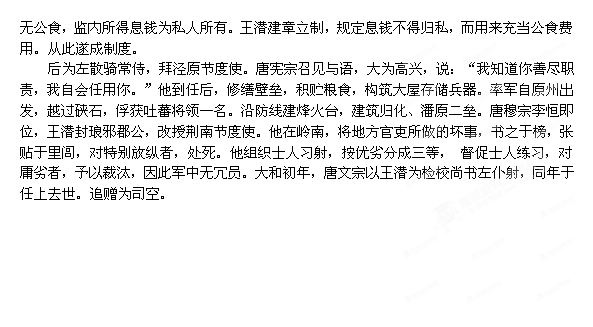 无公食，监内所得息钱为私人所有。王潜建章立制，规定息钱不得归私，而用来充当公食费
用。从此遂成制度。
后为左散骑常侍，拜泾原节度使。唐宪宗召见与语，大为高兴，说：“我知道你善尽职
责，我自会任用你。”他到任后，修缮壁垒，积贮粮食，构筑大屋存储兵器。率军自原州出
发，越过硖石，俘获吐蕃将领一名。沿防线建烽火台，建筑归化、潘原二垒。唐穆宗李恒即
位，王潜封琅邪郡公，改授荆南节度使。他在岭南，将地方官吏所做的坏事，书之于榜，张
贴于里闾，对特别放纵者，处死。他组织士人习射，按优劣分成三等， 督促士人练习，对
庸劣者，予以裁汰，因此军中无冗员。大和初年，唐文宗以王潜为检校尚书左仆射，同年于
任上去世。追赠为司空。